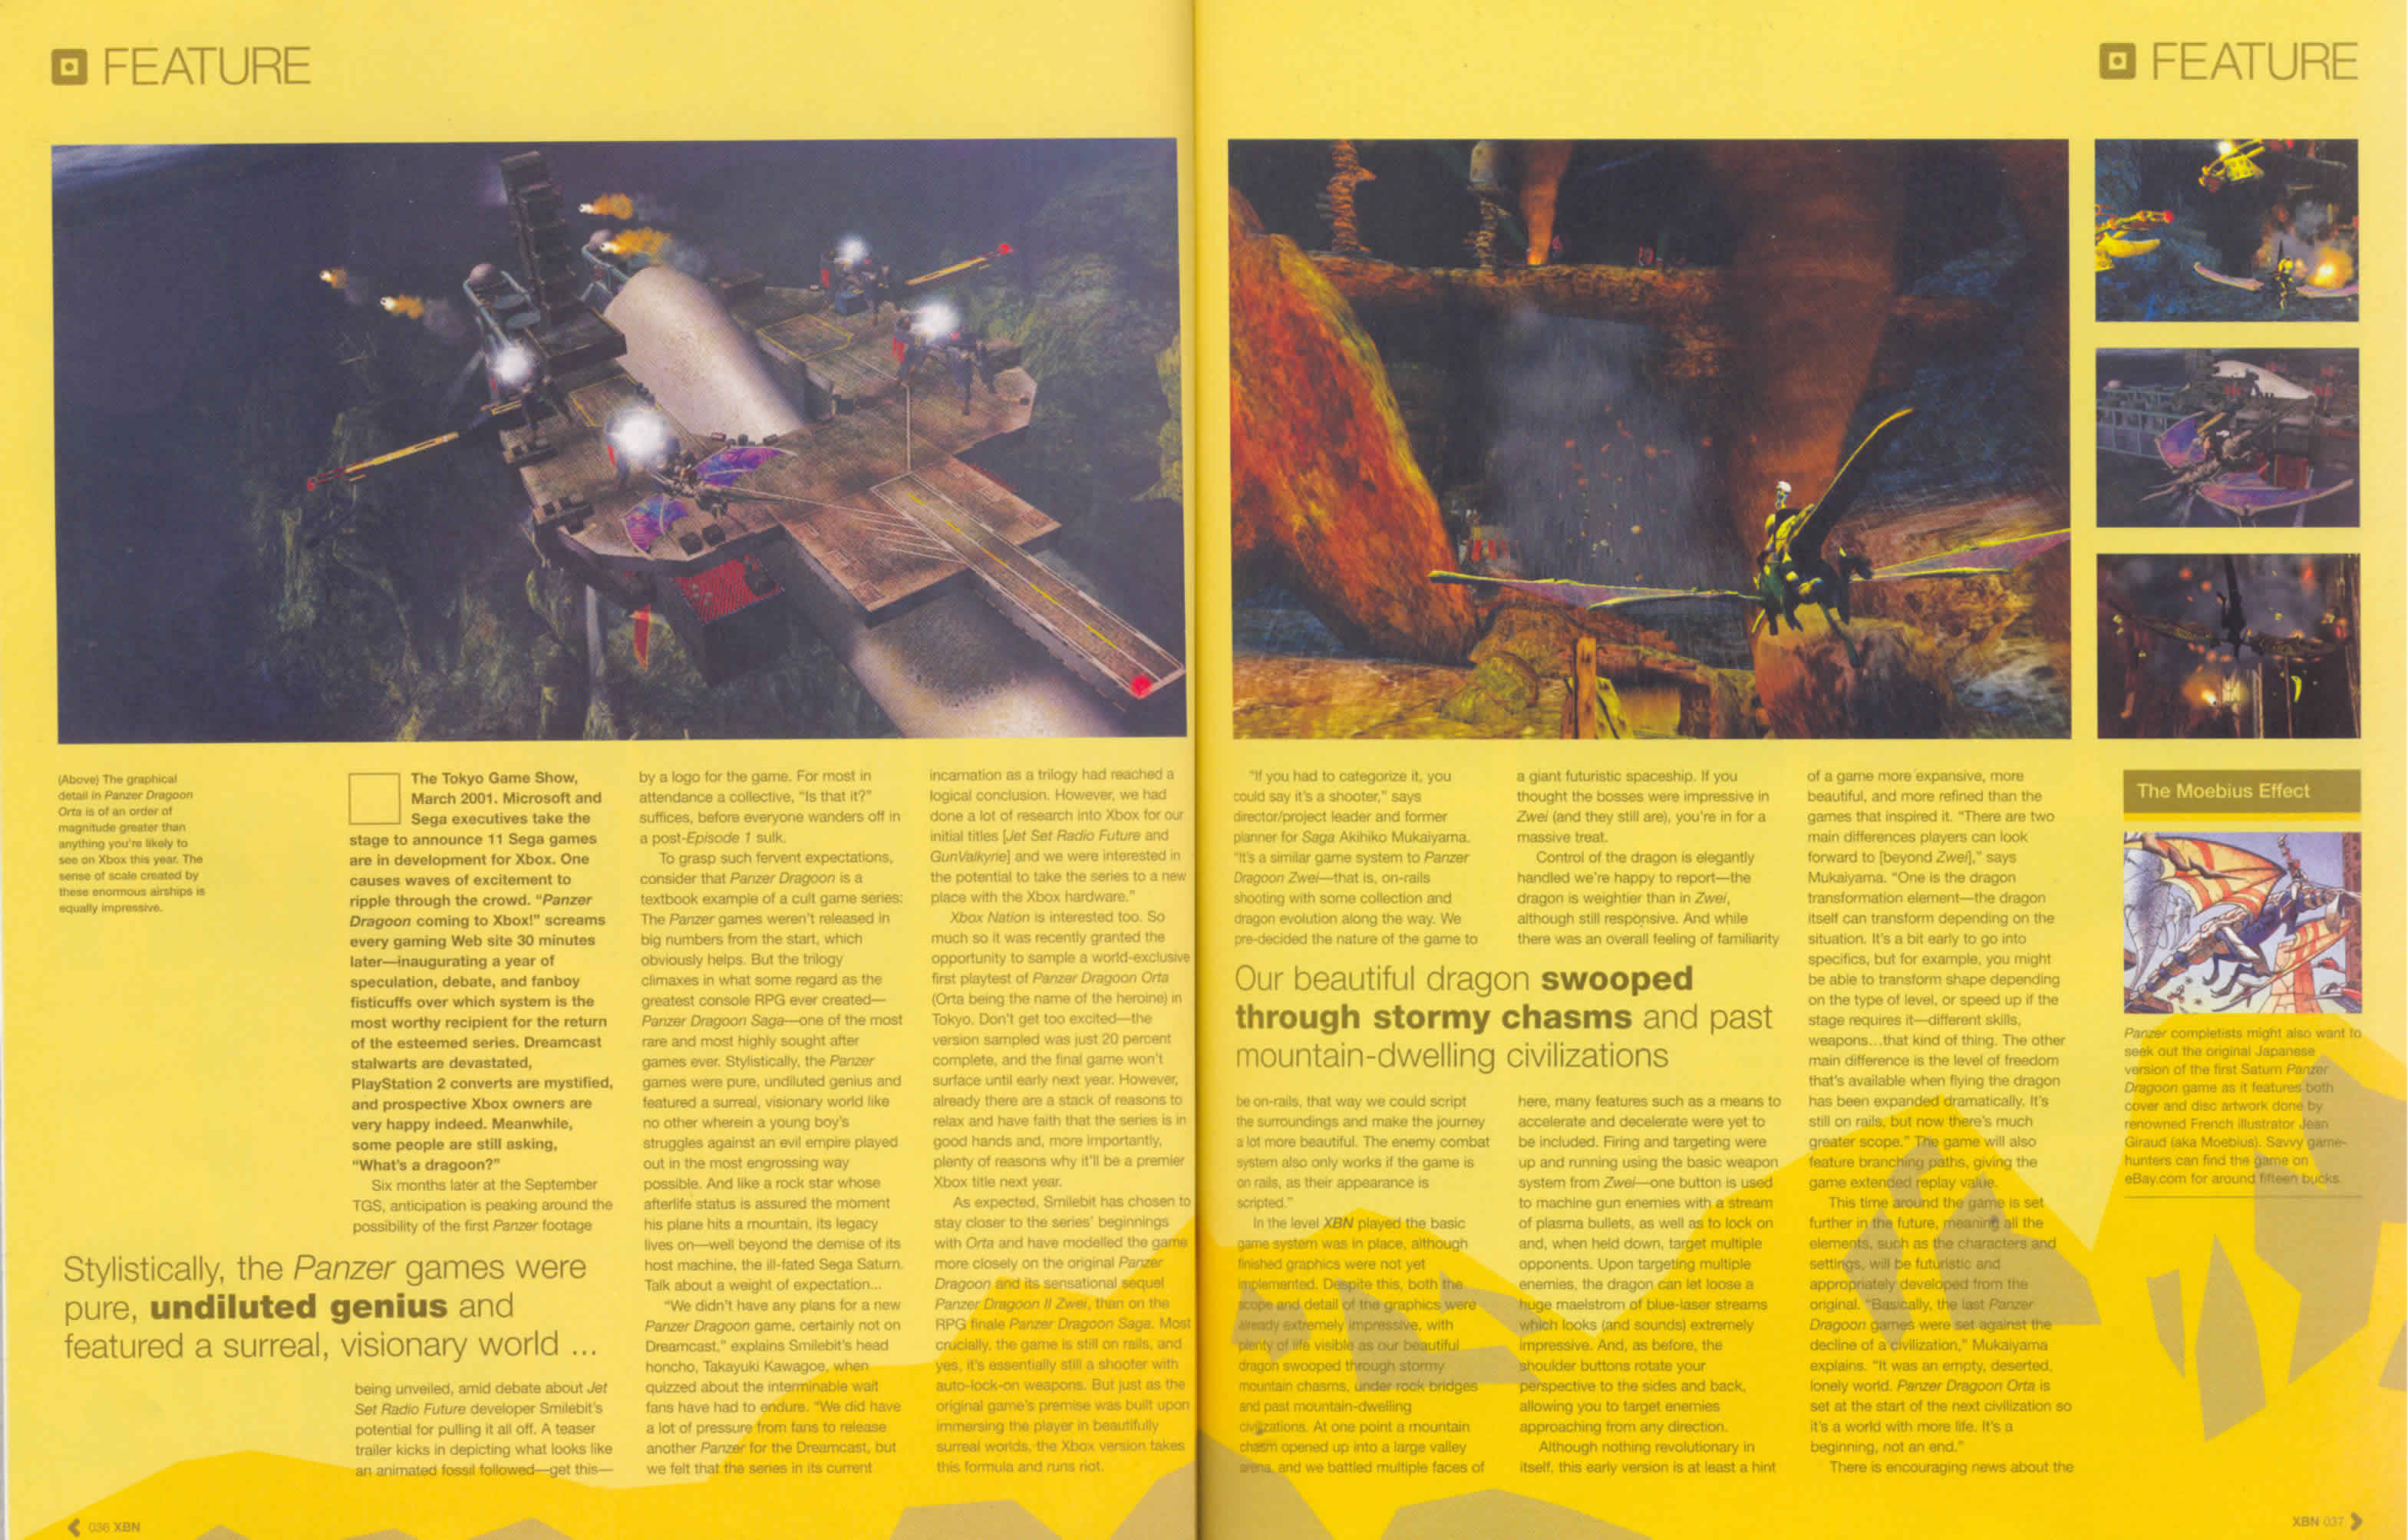 FEATURE
(Above) The graphical
detail in Panzer Dragoon
Orta is of an order of
magnitude greater than
anything you're likely to
see on Xbox this year. The
sense of scale created by
these enormous airships is
equally impressive.
The Tokyo Game Show,
March 2001. Microsoft and
Sega executives take the
stage to announce 11 Sega games
are in development for Xbox. One
causes waves of excitement to
ripple through the crowd. "Panzer
Dragoon coming to Xbox!" screams
every gaming Web site 30 minutes
later—inaugurating a year of
speculation, debate, and fanboy
fisticuffs over which system is the
most worthy recipient for the return
of the esteemed series. Dreamcast
stalwarts are devastated,
PlayStation 2 converts are mystified,
and prospective Xbox owners are
very happy indeed. Meanwhile,
some people are still asking,
"What's a dragoon?"
Six months later at the September
TGS, anticipation is peaking around the
possibility of the first Panzer footage
Stylistically, the Panzer games were
pure, undiluted genius and
featured a surreal, visionary world ...
being unveiled, amid debate about Jet
Set Radio Future developer Smilebit's
potential for pulling it all off. A teaser
trailer kicks in depicting what looks like
an animated fossil followed—get this—
by a logo for the game. For most in
attendance a collective, "Is that it?"
suffices, before everyone wanders off in
a post-Episode 1 sulk.
To grasp such fervent expectations,
consider that Panzer Dragoon is a
textbook example of a cult game series:
The Panzer games weren't released in
big numbers from the start, which
obviously helps. But the trilogy
climaxes in what some regard as the
greatest console RPG ever created—
Panzer Dragoon Saga—one of the most
rare and most highly sought after
games ever. Stylistically, the Panzer
games were pure, undiluted genius and
featured a surreal, visionary world like
no other wherein a young boy's
struggles against an evil empire played
out in the most engrossing way
possible. And like a rock star whose
afterlife status is assured the moment
his plane hits a mountain, its legacy
lives on—well beyond the demise of its
host machine, the ill-fated Sega Saturn.
Talk about a weight of expectation...
"We didn't have any plans for a new
Panzer Dragoon game, certainly not on
Dreamcast," explains Smilebit's head
honcho, Takayuki Kawagoe, when
quizzed about the interminable wait
fans have had to endure. "We did have
a lot of pressure from fans to release
another Panzer for the Dreamcast, but
we felt that the series in its current
incarnation as a trilogy had reached a
logical conclusion. However, we had
done a lot of research into Xbox for our
initial titles [Jet Set Radio Future and
GunValkyrie] and we were interested in
the potential to take the series to a new
place with the Xbox hardware."
Xbox Nation is interested too. So
much so it was recently granted the
opportunity to sample a world-exclusive
first playtest of Panzer Dragoon Orta
(Orta being the name of the heroine) in
Tokyo. Don't get too excited—the
version sampled was just 20 percent
complete, and the final game won't
surface until early next year. However,
already there are a stack of reasons to
relax and have faith that the series is in
good hands and, more importantly,
plenty of reasons why it'll be a premier
Xbox title next year.
As expected, Smilebit has chosen to
stay closer to the series' beginnings
with Orta and have modelled the game
more closely on the original Panzer
Dragoon and its sensational sequel
Panzer Dragoon II Zwei, than on the
RPG finale Panzer Dragoon Saga. Most
crucially, the game is still on rails, and
yes, it's essentially still a shooter with
auto-lock-on weapons. But just as the
original game's premise was built upon
immersing the player in beautifully
surreal worlds, the Xbox version takes
this formula and runs riot.
036 XBN
FEATURE
"If you had to categorize it, you
could say it's a shooter," says
director/project leader and former
planner for Saga Akihiko Mukaiyama.
"It's a similar game system to Panzer
Dragoon Zwei—that is, on-rails
shooting with some collection and
dragon evolution along the way. We
pre-decided the nature of the game to
Our beautiful dragon swooped
through stormy chasms and past
mountain-dwelling civilizations
be on-rails, that way we could script
the surroundings and make the journey
a lot more beautiful. The enemy combat
system also only works if the game is
on rails, as their appearance is
scripted."
In the level XBN played the basic
game system was in place, although
finished graphics were not yet
implemented. Despite this, both the
scope and detail of the graphics were
already extremely impressive, with
plenty of life visible as our beautiful
dragon swooped through stormy
mountain chasms, under rock bridges
and past mountain-dwelling
civilizations. At one point a mountain
chasm opened up into a large valley
arena, and we battled multiple faces of
a giant futuristic spaceship. If you
thought the bosses were impressive in
Zwei (and they still are), you're in for a
massive treat.
Control of the dragon is elegantly
handled we're happy to report—the
dragon is weightier than in Zwei,
although still responsive. And while
there was an overall feeling of familiarity
here, many features such as a means to
accelerate and decelerate were yet to
be included. Firing and targeting were
up and running using the basic weapon
system from Zwei—one button is used
to machine gun enemies with a stream
of plasma bullets, as well as to lock on
and, when held down, target multiple
opponents. Upon targeting multiple
enemies, the dragon can let loose a
huge maelstrom of blue-laser streams
which looks (and sounds) extremely
impressive. And, as before, the
shoulder buttons rotate your
perspective to the sides and back,
allowing you to target enemies
approaching from any direction.
Although nothing revolutionary in
itself, this early version is at least a hint
of a game more expansive, more
beautiful, and more refined than the
games that inspired it. "There are two
main differences players can look
forward to [beyond Zwei]," says
Mukaiyama. "One is the dragon
transformation element—the dragon
itself can transform depending on the
situation. It's a bit early to go into
specifics, but for example, you might
be able to transform shape depending
on the type of level, or speed up if the
stage requires it—different skills,
weapons...that kind of thing. The other
main difference is the level of freedom
that's available when flying the dragon
has been expanded dramatically. It's
still on rails, but now there's much
greater scope." The game will also
feature branching paths, giving the
game extended replay value.
This time around the game is set
further in the future, meaning all the
elements, such as the characters and
settings, will be futuristic and
appropriately developed from the
original. "Basically, the last Panzer
Dragoon games were set against the
decline of a civilization," Mukaiyama
explains. "It was an empty, deserted,
lonely world. Panzer Dragoon Orta is
set at the start of the next civilization so
it's a world with more life. It's a
beginning, not an end."
There is encouraging news about the
The Moebius Effect
Panzer completists might also want to
seek out the original Japanese
version of the first Saturn Panzer
Dragoon game as it features both
cover and disc artwork done by
renowned French illustrator Jean
Giraud (aka Moebius). Savvy game-
hunters can find the game on
eBay.com for around fifteen bucks.
XBN 037